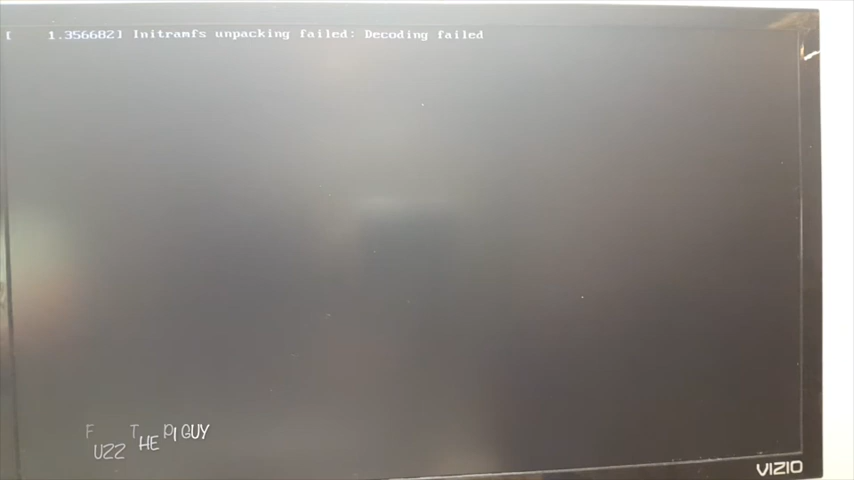 [    1.356682] Initramfs unpacking failed: Decoding failed
FUZZ THE PI GUY
VIZIO